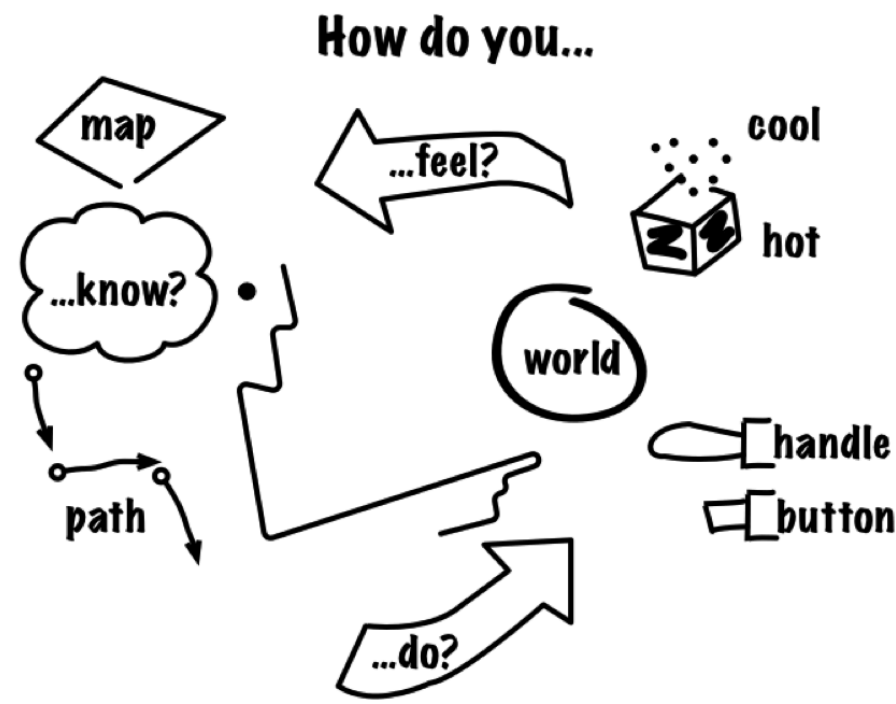 How do you...
map
...feel?
cool
hot
...know?
world
handle
path
button
...do?